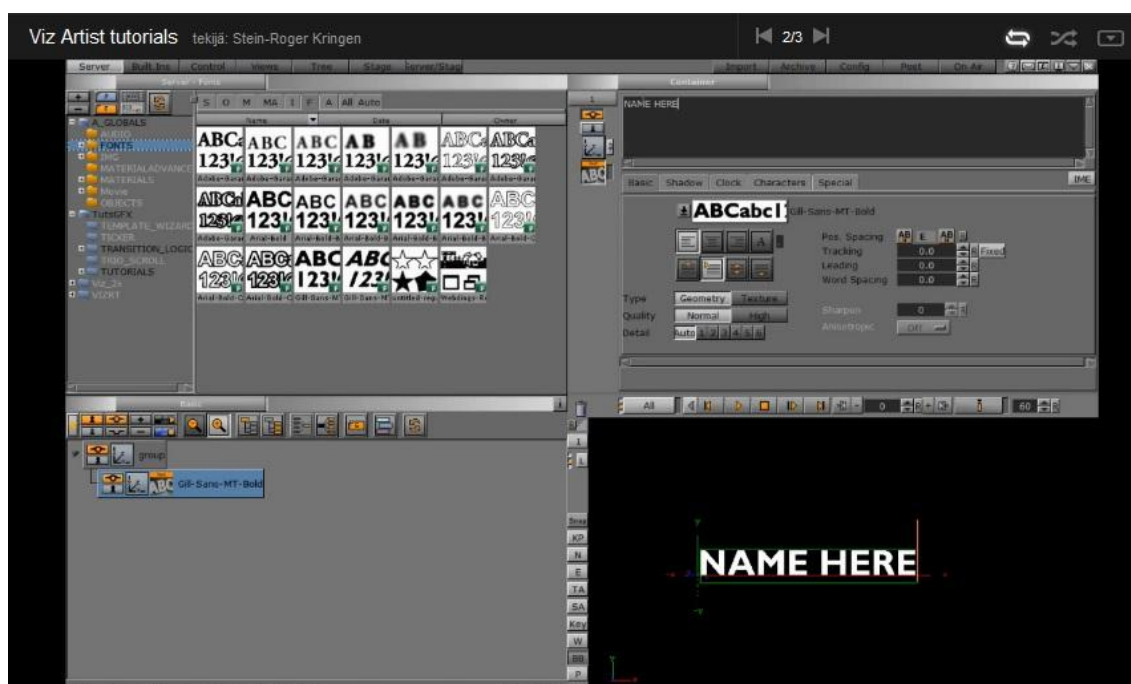 Viz Artist tutorials tekijä: Stein-Roger Kringen
2/3
Server Built Ins Control Views Tree Stage Server/Stag
Import Archive Config Post On Air
Server - Fonts
Container
S O M MA I F A All Auto
Name Date Owner
A_GLOBALS
AUDIO
FONTS
IMG
MATERIALADVANCE
MATERIALS
Movie
OBJECTS
TutsGFX
TEMPLATE_WIZARD
TICKER
TRANSITION_LOGIC
TRIO_SCROLL
TUTORIALS
Viz_3x
VIZRT
NAME HERE
Basic Shadow Clock Characters Special
IME
ABCabc1
Gill-Sans-MT-Bold
Pos. Spacing
Tracking 0.0 R Fixed
Leading 0.0 R
Word Spacing 0.0 R
Type Geometry Texture
Quality Normal High
Detail Auto 1 2 3 4 5 6
Sharpen 0 R
Anisotropic Off
All 0 R 60 R
Basic
group
Gill-Sans-MT-Bold
1
L
Snap
KP
N
E
TA
SA
Key
W
BB
P
NAME HERE